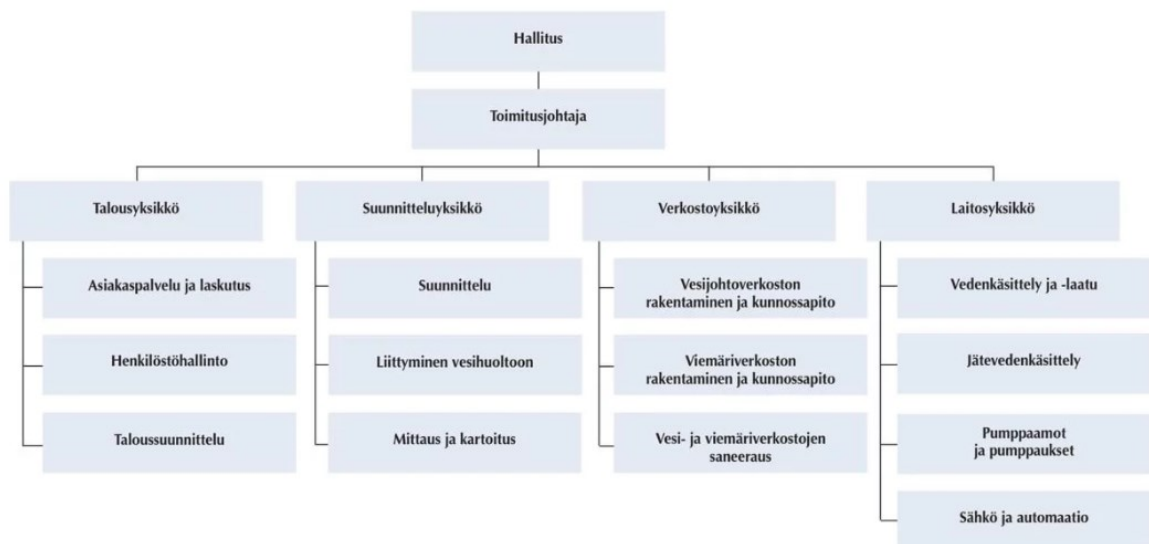 Hallitus
Toimitusjohtaja
Talousyksikkö
Asiakaspalvelu ja laskutus
Henkilöstöhallinto
Taloussuunnittelu
Suunnitteluyksikkö
Suunnittelu
Liittyminen vesihuoltoon
Mittaus ja kartoitus
Verkostoyksikkö
Vesijohtoverkoston
rakentaminen ja kunnossapito
Viemäriverkoston
rakentaminen ja kunnossapito
Vesi- ja viemäriverkostojen
saneeraus
Laitosyksikkö
Vedenkäsittely ja -laatu
Jätevedenkäsittely
Pumppaamot
ja pumppaukset
Sähkö ja automaatio